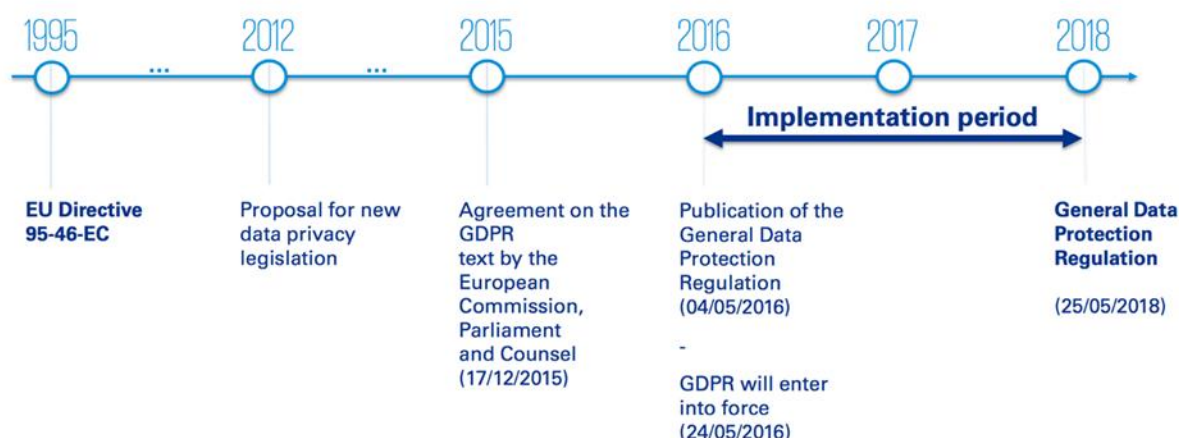 1995
2012
2015
2016
2017
2018
...
...
Implementation period
EU Directive
95-46-EC
Proposal for new
data privacy
legislation
Agreement on the
GDPR
text by the
European
Commission,
Parliament
and Counsel
(17/12/2015)
Publication of the
General Data
Protection
Regulation
(04/05/2016)
-
GDPR will enter
into force
(24/05/2016)
General Data
Protection
Regulation
(25/05/2018)